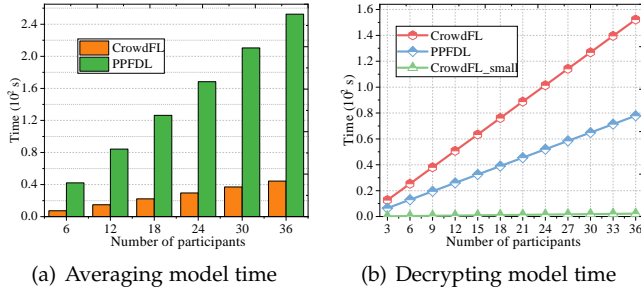 2.4
2.0
1.6
1.2
0.8
0.4
0.0
Time (10² s)
CrowdFL
PPFDL
6 12 18 24 30 36
Number of participants
(a) Averaging model time
1.6
1.4
1.2
1.0
0.8
0.6
0.4
0.2
0.0
Time (10² s)
CrowdFL
PPFDL
CrowdFL_small
3 6 9 12 15 18 21 24 27 30 33 36
Number of participants
(b) Decrypting model time